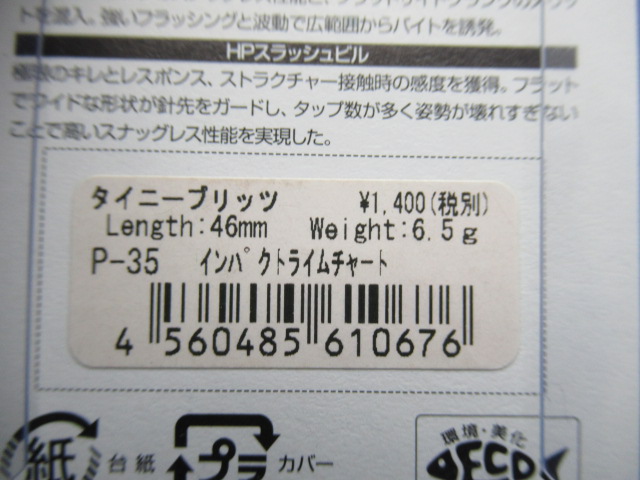 トを混入。強いフラッシングと波動で広範囲からバイトを誘発。
HPスラッシュビル
極限のキレとレスポンス、ストラクチャー接触時の感度を獲得。フラット
でワイドな形状が針先をガードし、タップ数が多く姿勢が壊れすぎない
ことで高いスナッグレス性能を実現した。
タイニーブリッツ ¥1,400(税別)
Length:46mm Weight:6.5g
P-35 インパクトライムチャート
4 560485 610676
紙 台紙 プラ カバー
環境・美化
ECO